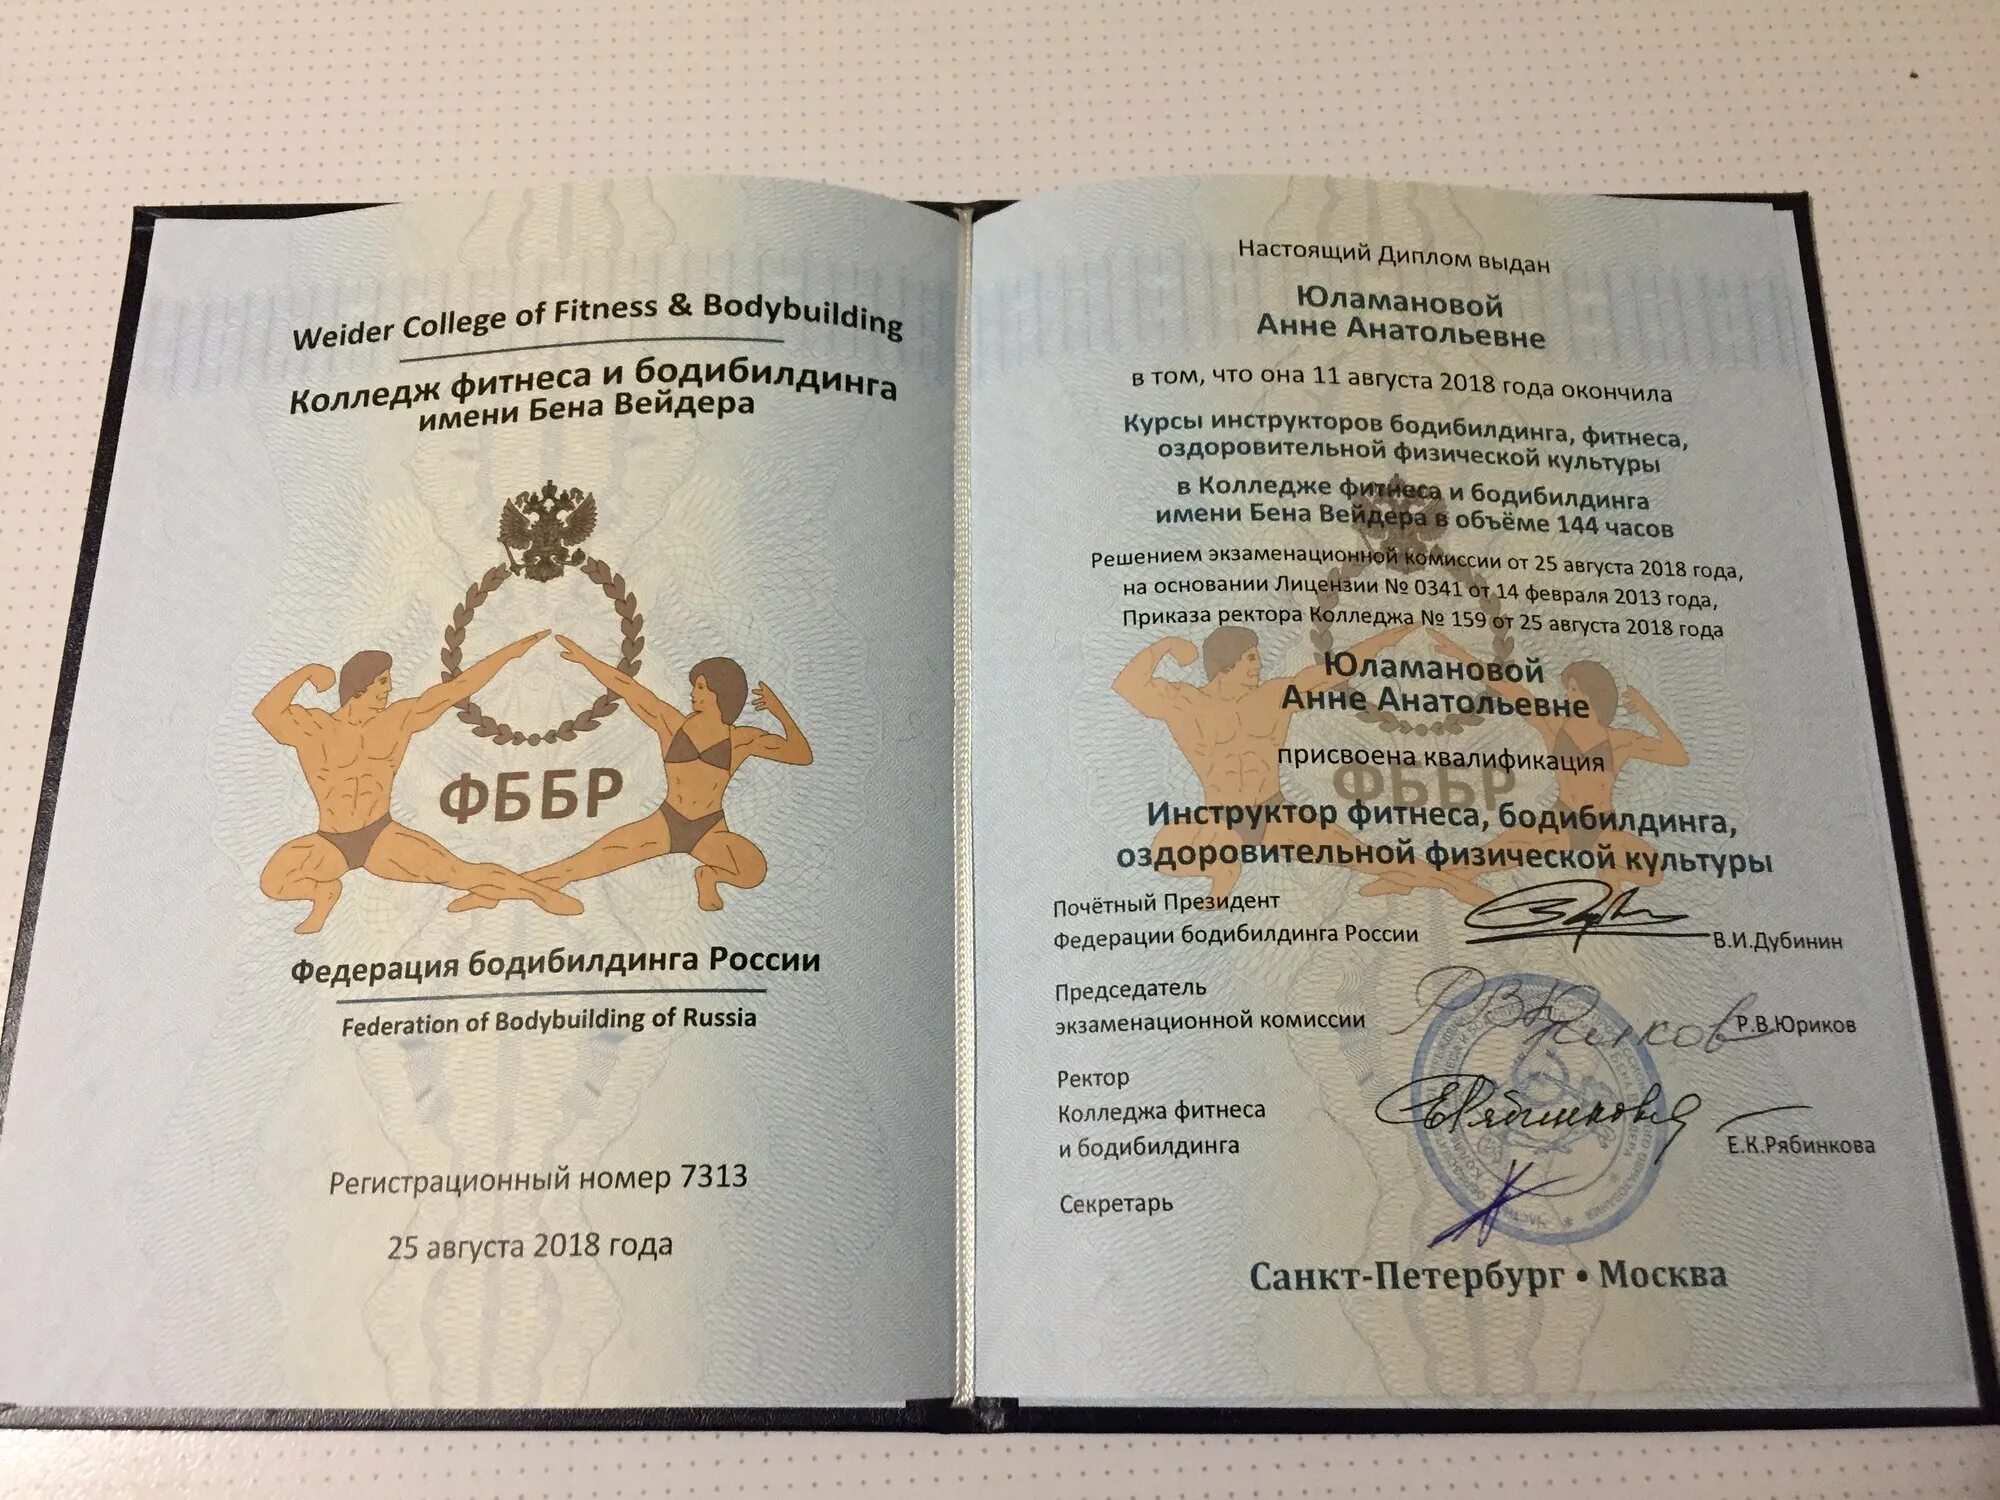 Weider College of Fitness & Bodybuilding
Колледж фитнеса и бодибилдинга
имени Бена Вейдера
ФББР
Федерация бодибилдинга России
Federation of Bodybuilding of Russia
Регистрационный номер 7313
25 августа 2018 года
Настоящий Диплом выдан
Юламановой
Анне Анатольевне
в том, что она 11 августа 2018 года окончила
Курсы инструкторов бодибилдинга, фитнеса,
оздоровительной физической культуры
в Колледже фитнеса и бодибилдинга
имени Бена Вейдера в объёме 144 часов
Решением экзаменационной комиссии от 25 августа 2018 года,
на основании Лицензии № 0341 от 14 февраля 2013 года,
Приказа ректора Колледжа № 159 от 25 августа 2018 года
Юламановой
Анне Анатольевне
присвоена квалификация
ФББР
Инструктор фитнеса, бодибилдинга,
оздоровительной физической культуры
Почётный Президент
Федерации бодибилдинга России
В.И.Дубинин
Председатель
экзаменационной комиссии
РВЮриков
Р.В.Юриков
Ректор
Колледжа фитнеса
и бодибилдинга
ЕРябинкова
Е.К.Рябинкова
Секретарь
Санкт-Петербург • Москва